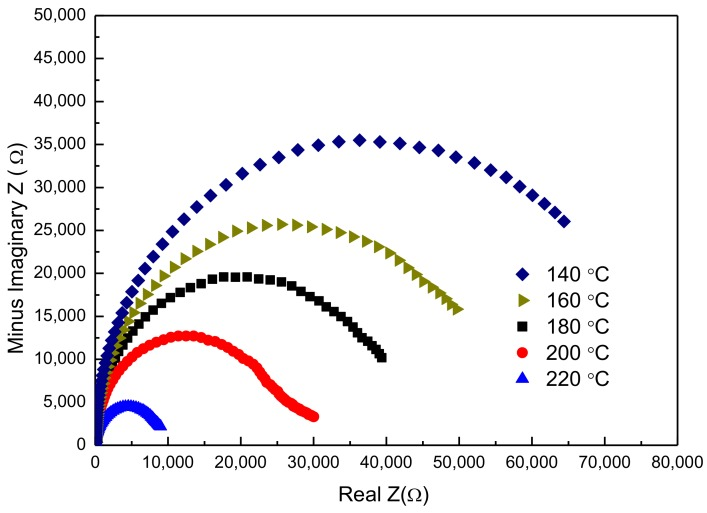 50,000
45,000
40,000
35,000
30,000
25,000
20,000
15,000
10,000
5,000
0
Minus Imaginary Z ( Ω)
140 °C
160 °C
180 °C
200 °C
220 °C
0 10,000 20,000 30,000 40,000 50,000 60,000 70,000 80,000
Real Z(Ω)